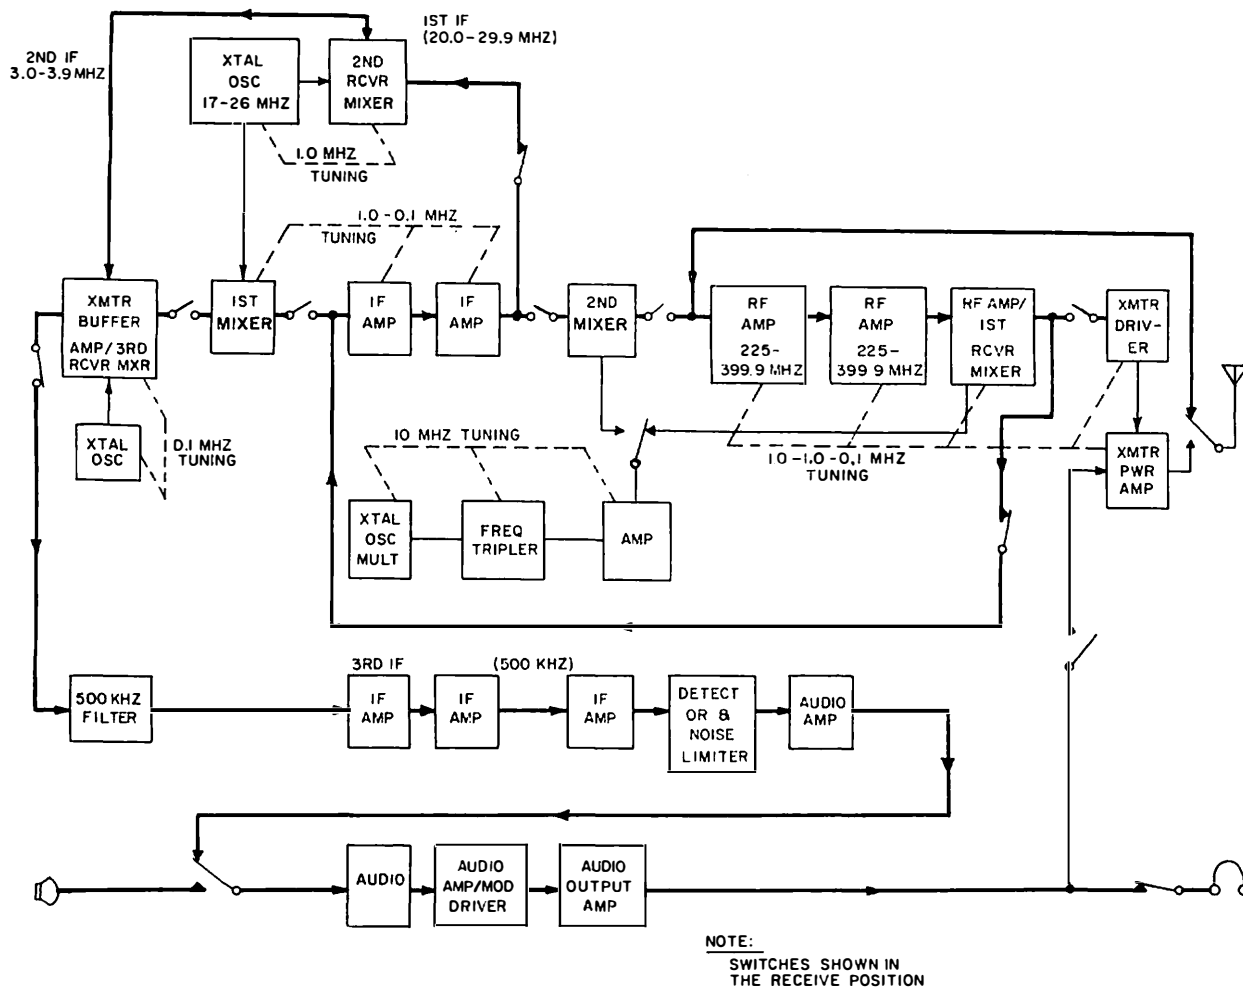 1ST IF
(20.0-29.9 MHZ)
2ND IF
3.0-3.9 MHZ
XTAL
OSC
17-26 MHZ
2ND
RCVR
MIXER
1.0 MHZ
TUNING
1.0-0.1 MHZ
TUNING
XMTR
BUFFER
AMP/3RD
RCVR MXR
1ST
MIXER
IF
AMP
IF
AMP
2ND
MIXER
RF
AMP
225-
399.9 MHZ
RF
AMP
225-
399.9 MHZ
RF AMP/
IST
RCVR
MIXER
XMTR
DRIV-
ER
XTAL
OSC
0.1 MHZ
TUNING
10 MHZ TUNING
10-1.0-0.1 MHZ
TUNING
XMTR
PWR
AMP
XTAL
OSC
MULT
FREQ
TRIPLER
AMP
500 KHZ
FILTER
3RD IF
IF
AMP
IF
AMP
(500 KHZ)
IF
AMP
DETECT
OR &
NOISE
LIMITER
AUDIO
AMP
AUDIO
AUDIO
AMP/MOD
DRIVER
AUDIO
OUTPUT
AMP
NOTE:
SWITCHES SHOWN IN
THE RECEIVE POSITION